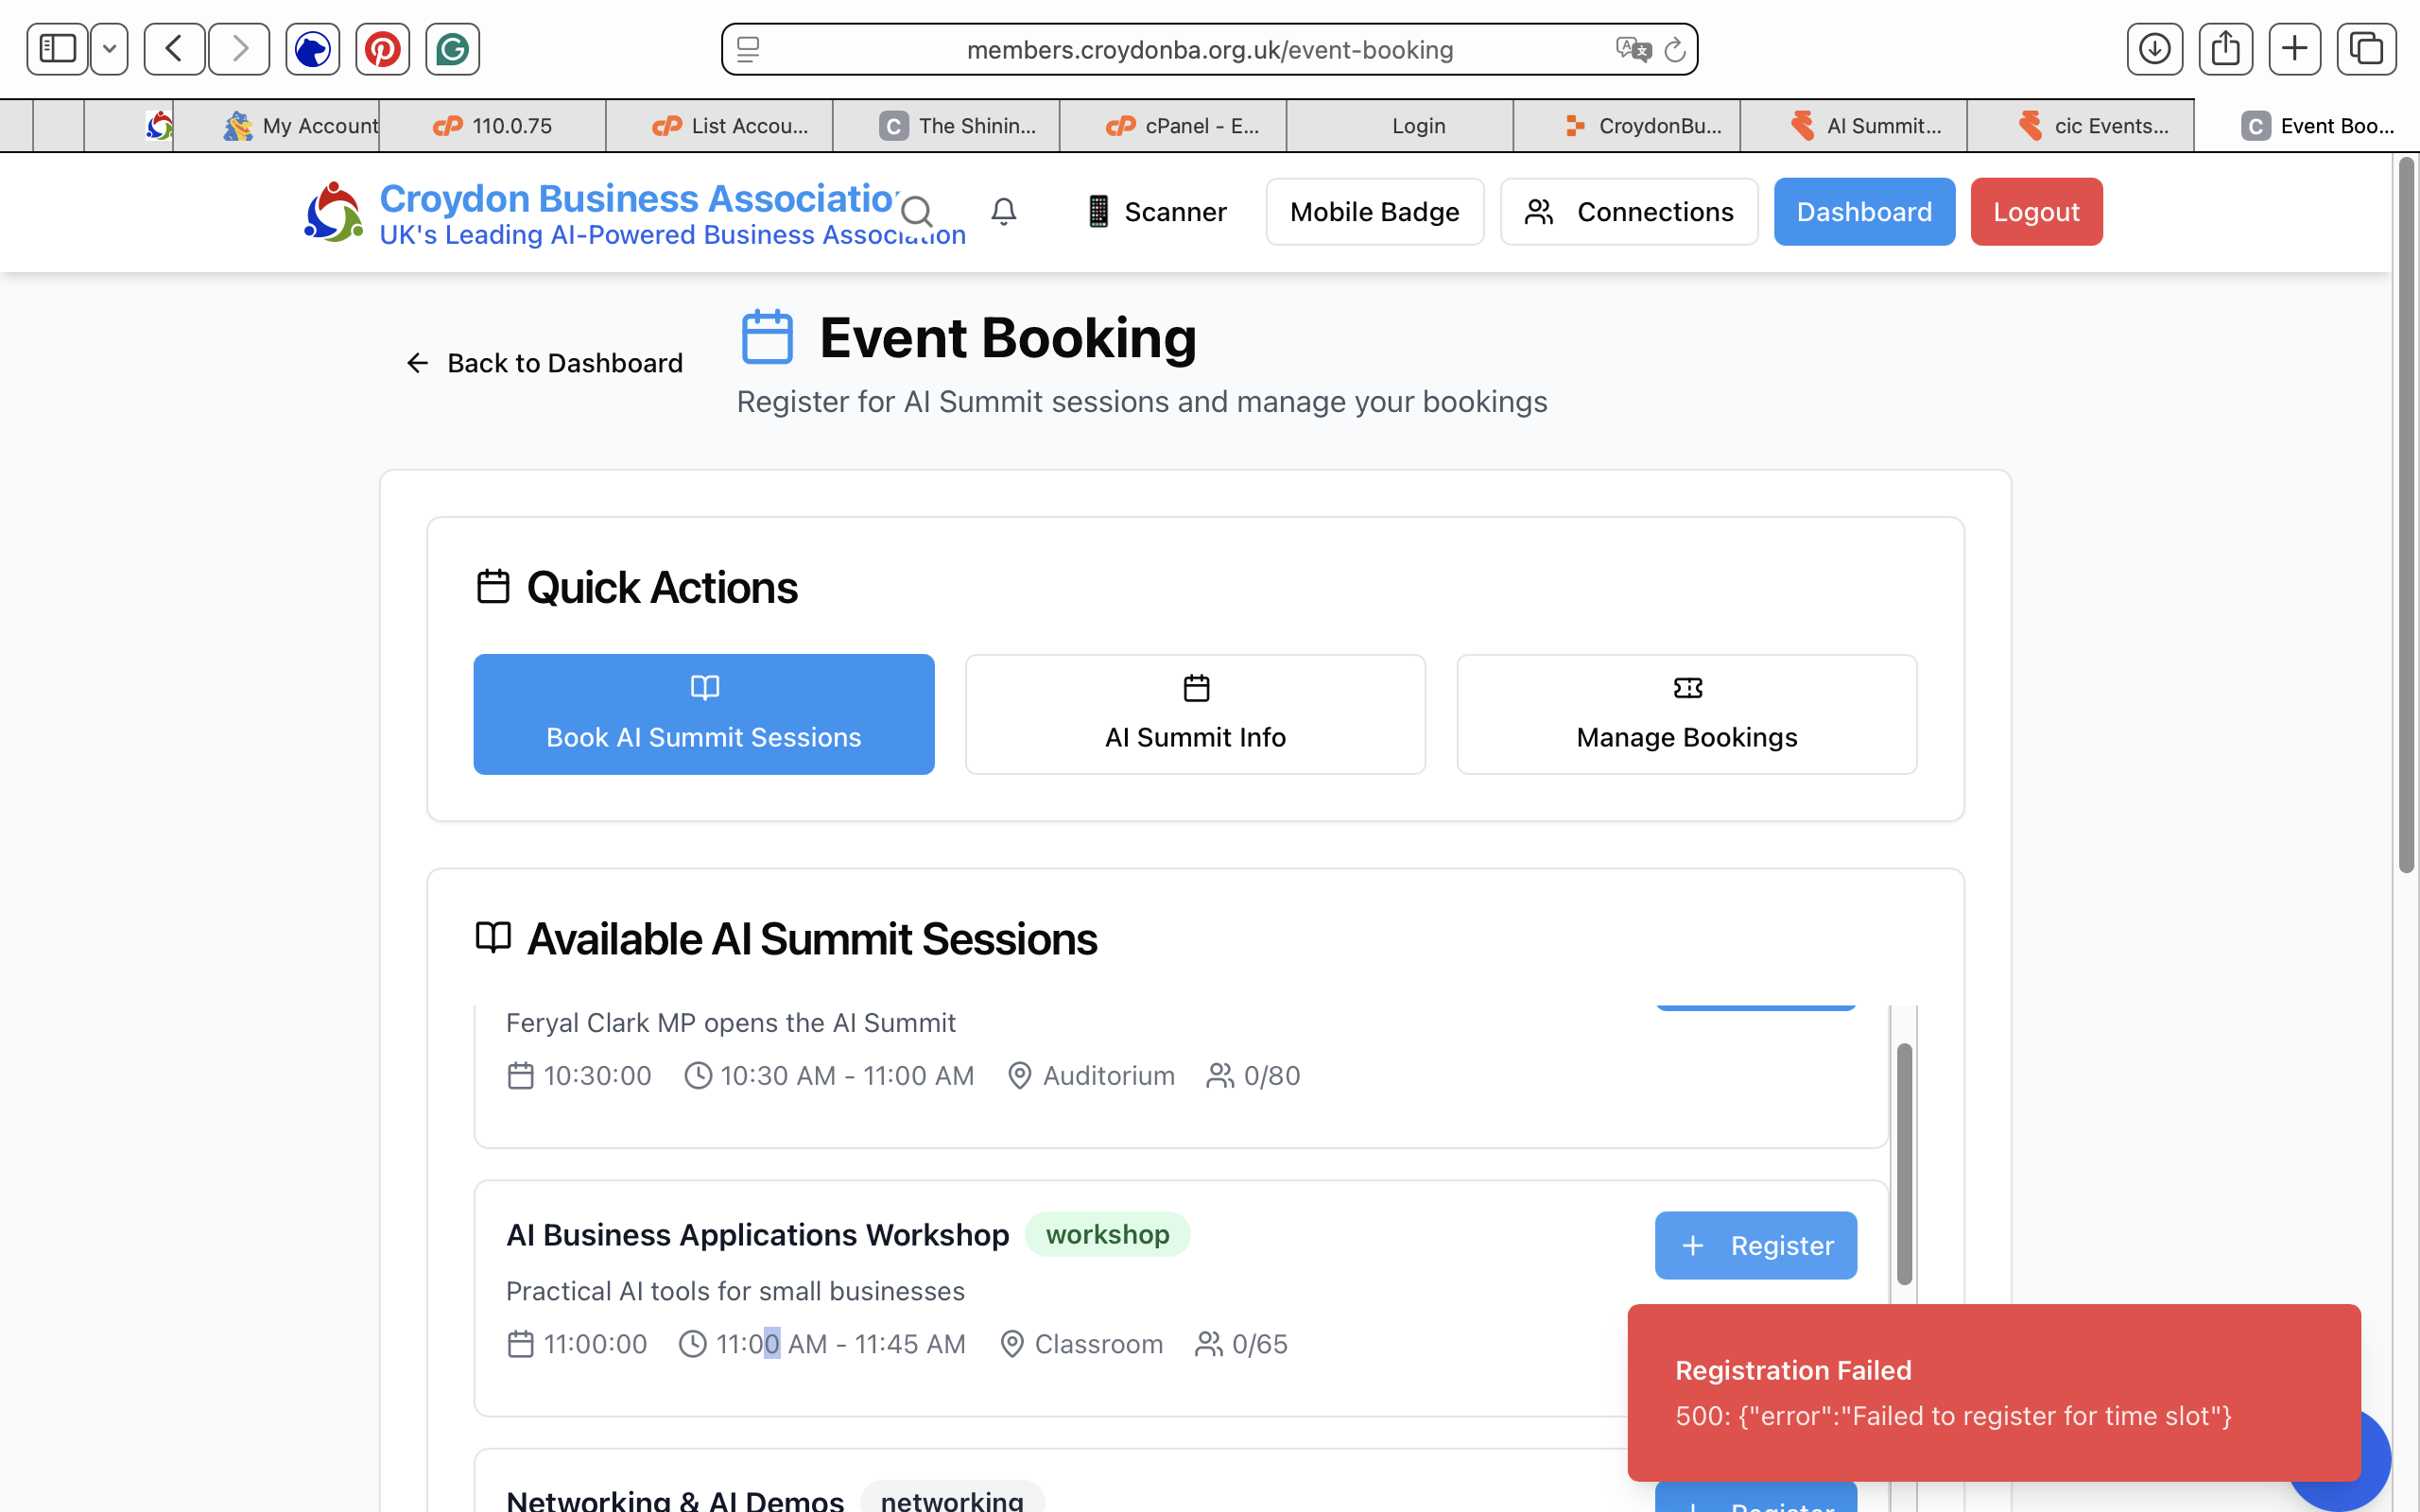 members.croydonba.org.uk/event-booking
My Account
110.0.75
List Accou...
C
The Shinin...
cPanel - E...
Login
CroydonBu...
AI Summit...
cic Events...
C
Event Boo...
Croydon Business Associatio
UK's Leading AI-Powered Business Association
Scanner
Mobile Badge
Connections
Dashboard
Logout
Back to Dashboard
Event Booking
Register for AI Summit sessions and manage your bookings
Quick Actions
Book AI Summit Sessions
AI Summit Info
Manage Bookings
Available AI Summit Sessions
Feryal Clark MP opens the AI Summit
10:30:00 10:30 AM - 11:00 AM Auditorium 0/80
AI Business Applications Workshop workshop
+ Register
Practical AI tools for small businesses
11:00:00 11:00 AM - 11:45 AM Classroom 0/65
Registration Failed
500: {"error":"Failed to register for time slot"}
Networking & AI Demos networking
+ Register